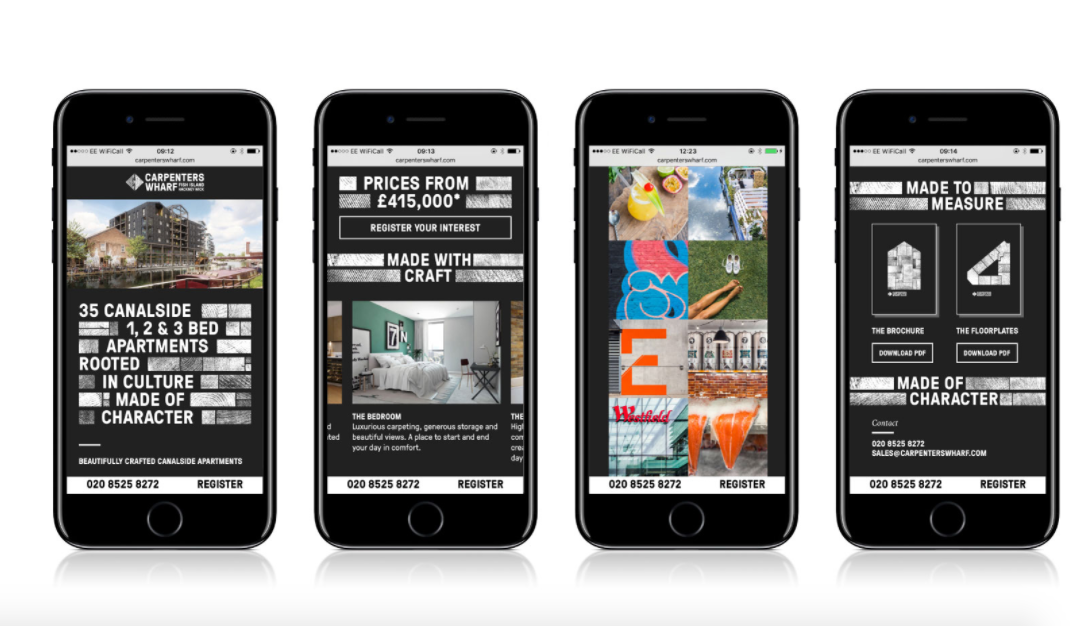 EE WiFiCall 09:12
carpenterswharf.com
CARPENTERS
WHARF FISH ISLAND
HACKNEY WICK
35 CANALSIDE
1, 2 & 3 BED
APARTMENTS
ROOTED
IN CULTURE
MADE OF
CHARACTER
BEAUTIFULLY CRAFTED CANALSIDE APARTMENTS
020 8525 8272 REGISTER
EE WiFiCall 09:13
carpenterswharf.com
PRICES FROM
£415,000*
REGISTER YOUR INTEREST
MADE WITH
CRAFT
THE BEDROOM
Luxurious carpeting, generous storage and
beautiful views. A place to start and end
your day in comfort.
020 8525 8272 REGISTER
EE WiFiCall 12:23
carpenterswharf.com
E
Westfield
020 8525 8272 REGISTER
EE WiFiCall 09:14
carpenterswharf.com
MADE TO
MEASURE
THE BROCHURE THE FLOORPLATES
DOWNLOAD PDF DOWNLOAD PDF
MADE OF
CHARACTER
Contact
020 8525 8272
SALES@CARPENTERSWHARF.COM
020 8525 8272 REGISTER